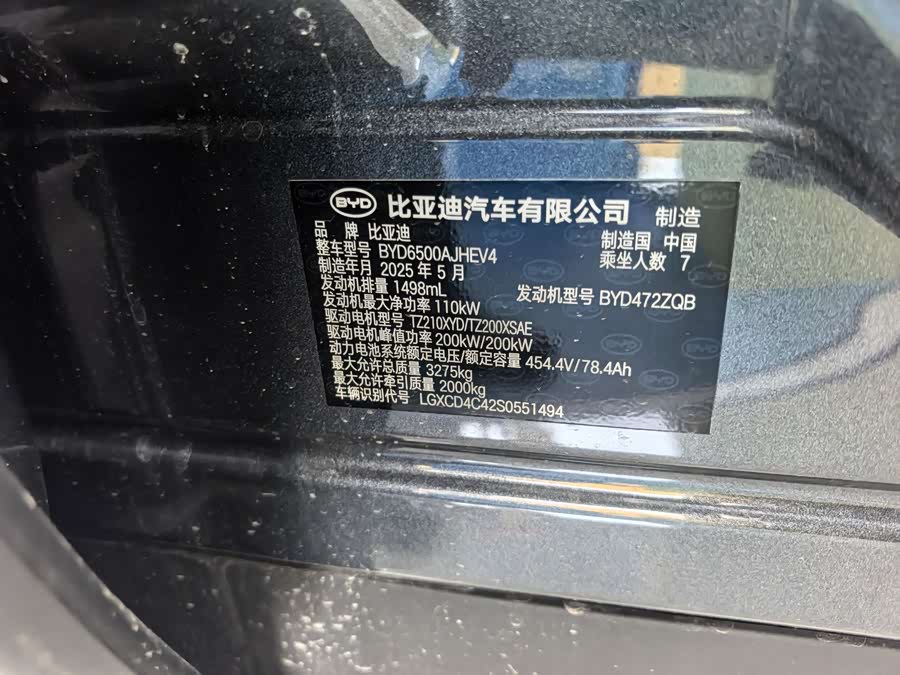 BYD 比亚迪汽车有限公司 制造
品 牌 比亚迪 制造国 中国
整车型号 BYD6500AJHEV4 乘坐人数 7
制造年月 2025 年 5 月
发动机排量 1498mL 发动机型号 BYD472ZQB
发动机最大净功率 110kW
驱动电机型号 TZ210XYD/TZ200XSAE
驱动电机峰值功率 200kW/200kW
动力电池系统额定电压/额定容量 454.4V/78.4Ah
最大允许总质量 3275kg
最大允许牵引质量 2000kg
车辆识别代号 LGXCD4C42S0551494